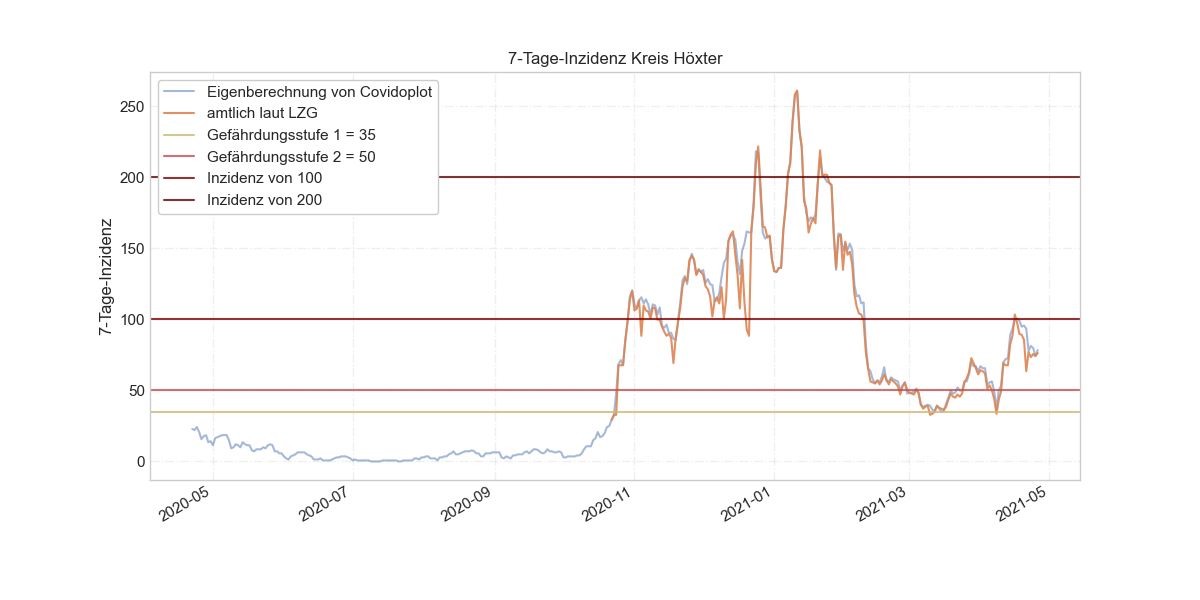 7-Tage-Inzidenz Kreis Höxter
Eigenberechnung von Covidoplot
amtlich laut LZG
Gefährdungsstufe 1 = 35
Gefährdungsstufe 2 = 50
Inzidenz von 100
Inzidenz von 200
7-Tage-Inzidenz
250
200
150
100
50
0
2020-05
2020-07
2020-09
2020-11
2021-01
2021-03
2021-05